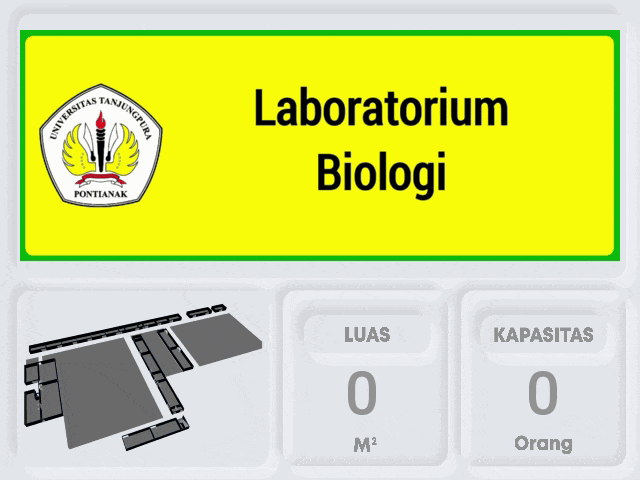 UNIVERSITAS TANJUNGPURA
PONTIANAK
Laboratorium
Biologi
LUAS
0
M²
KAPASITAS
0
Orang